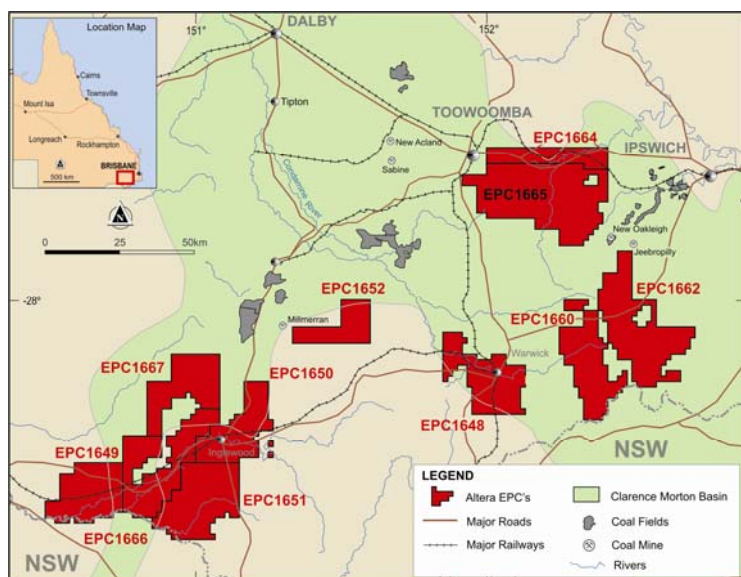 Location Map
Cairns
Townsville
Mount Isa
Longreach
Rockhampton
BRISBANE
500 km
N
0
25
50km
151°
152°
DALBY
Tipton
Condamine River
New Acland
Sabine
TOOWOOMBA
EPC1664
IPSWICH
EPC1665
New Oakleigh
Jeebropilly
-28°
EPC1652
EPC1662
Millmerran
EPC1660
EPC1667
EPC1650
Warwick
EPC1649
Inglewood
EPC1648
EPC1651
NSW
EPC1666
NSW
LEGEND
Altera EPC's
Clarence Morton Basin
Major Roads
Coal Fields
Major Railways
Coal Mine
Rivers